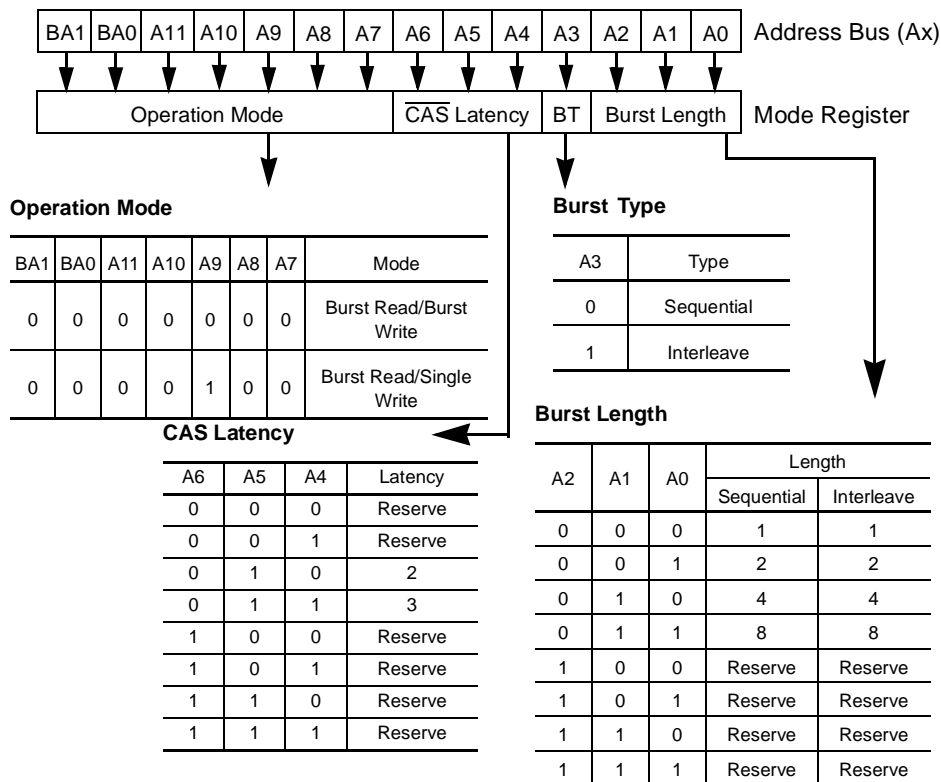 BA1 BA0 A11 A10 A9 A8 A7 A6 A5 A4 A3 A2 A1 A0 Address Bus (Ax)
Operation Mode CAS Latency BT Burst Length Mode Register
Operation Mode
BA1 BA0 A11 A10 A9 A8 A7 Mode
0 0 0 0 0 0 0 Burst Read/Burst
Write
0 0 0 0 1 0 0 Burst Read/Single
Write
Burst Type
A3 Type
0 Sequential
1 Interleave
CAS Latency
A6 A5 A4 Latency
0 0 0 Reserve
0 0 1 Reserve
0 1 0 2
0 1 1 3
1 0 0 Reserve
1 0 1 Reserve
1 1 0 Reserve
1 1 1 Reserve
Burst Length
A2 A1 A0 Length
Sequential Interleave
0 0 0 1 1
0 0 1 2 2
0 1 0 4 4
0 1 1 8 8
1 0 0 Reserve Reserve
1 0 1 Reserve Reserve
1 1 0 Reserve Reserve
1 1 1 Reserve Reserve